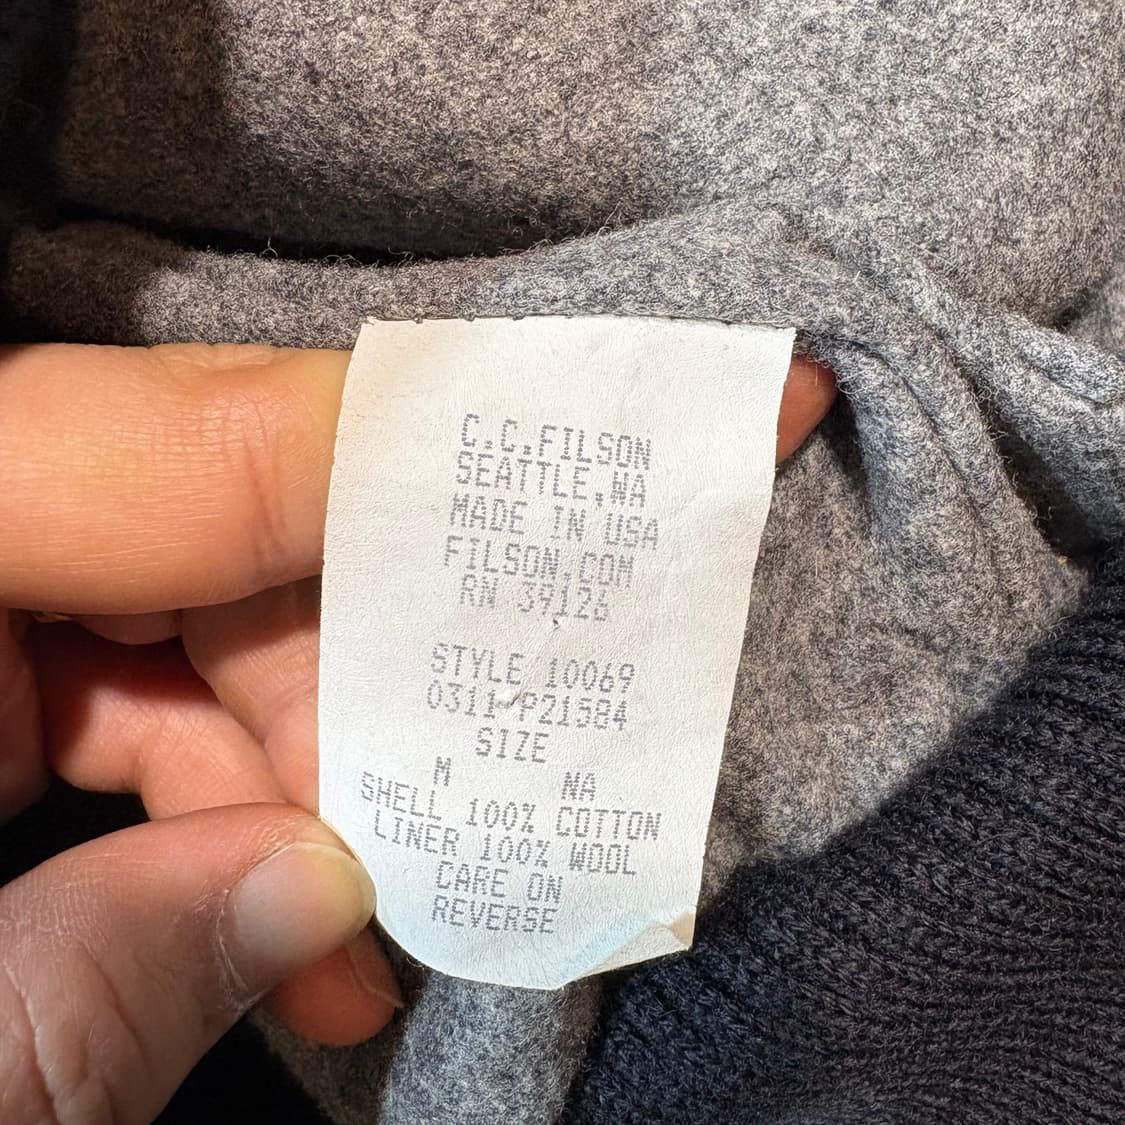 C.C.FILSON
SEATTLE,WA
MADE IN USA
FILSON.COM
RN 39126
STYLE 10069
0311-P21584
SIZE
M NA
SHELL 100% COTTON
LINER 100% WOOL
CARE ON
REVERSE